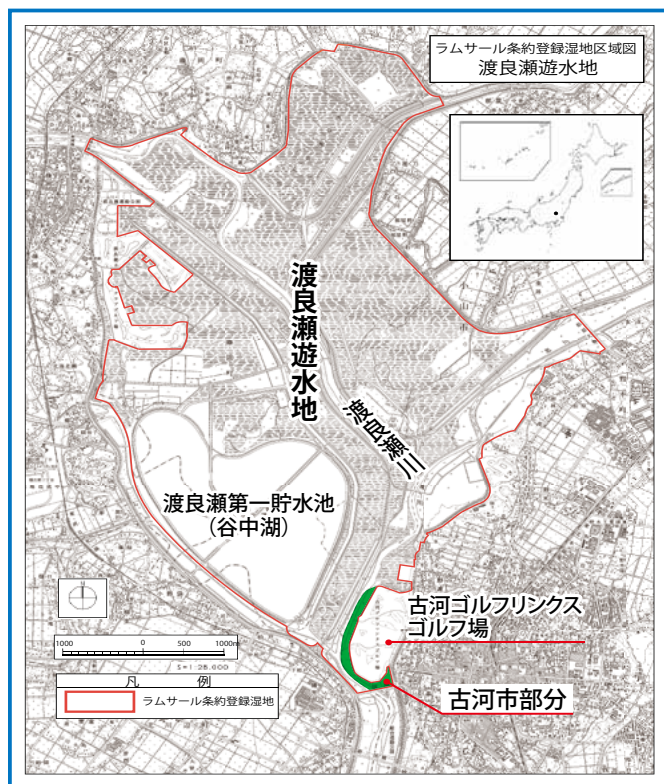 ラムサール条約登録湿地区域図
渡良瀬遊水地
渡良瀬遊水地
渡良瀬川
渡良瀬第一貯水池
（谷中湖）
古河ゴルフリンクス
ゴルフ場
古河市部分
1000 0 500 1000m
S=1:25,000
凡 例
ラムサール条約登録湿地